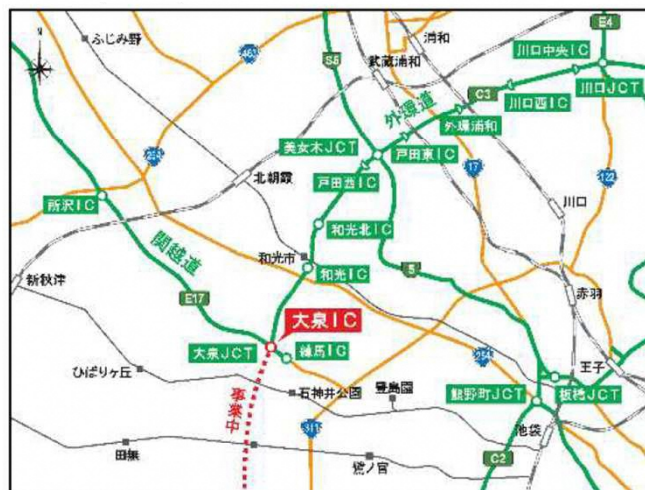 N
ふじみ野
463
S5
武蔵浦和
浦和
E4
川口中央IC
川口JCT
C3
川口西IC
外環道
外環浦和
美女木JCT
戸田東IC
17
122
254
北朝霞
戸田西IC
所沢IC
和光北IC
川口
関越道
和光市
和光IC
5
赤羽
新秋津
E17
大泉IC
大泉JCT
練馬IC
254
王子
ひばりヶ丘
事業中
石神井公園
豊島園
熊野町JCT
板橋JCT
311
池袋
田無
鷺ノ宮
C2